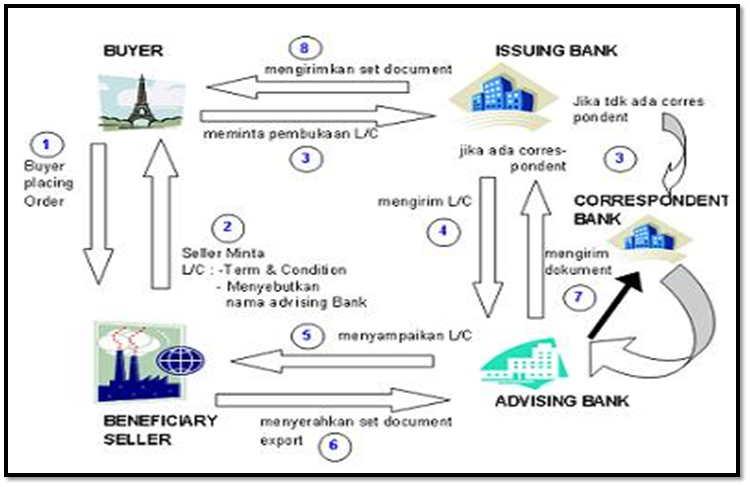 BUYER
8
mengirimkan set document
ISSUING BANK
Jika tdk ada corres
pondent
meminta pembukaan L/C
3
1
Buyer
placing
Order
jika ada corres-
pondent
3
mengirim L/C
4
CORRESPONDENT
BANK
2
Seller Minta
L/C : -Term & Condition
- Menyebutkan
nama advising Bank
mengirim
dokument
7
5
menyampaikan L/C
BENEFICIARY
SELLER
menyerahkan set document
export
6
ADVISING BANK